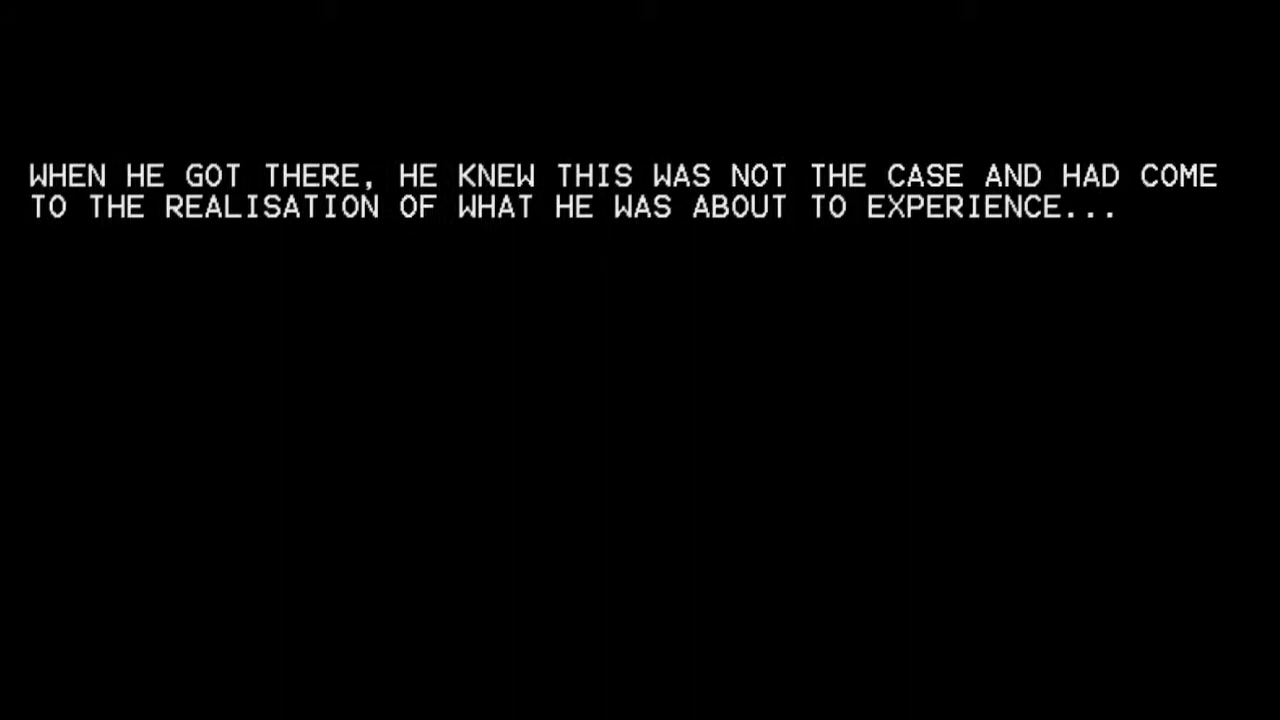 WHEN HE GOT THERE, HE KNEW THIS WAS NOT THE CASE AND HAD COME
TO THE REALISATION OF WHAT HE WAS ABOUT TO EXPERIENCE...